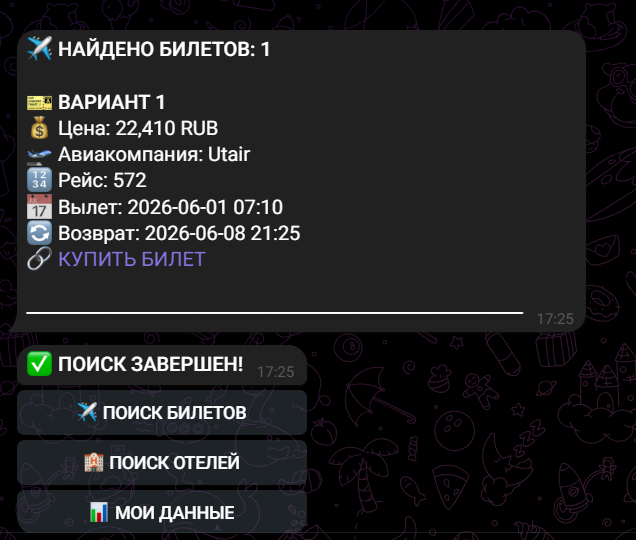 ✈️ НАЙДЕНО БИЛЕТОВ: 1
🎫 ВАРИАНТ 1
💰 Цена: 22,410 RUB
🛫 Авиакомпания: Utair
🔢 Рейс: 572
📅 Вылет: 2026-06-01 07:10
🔄 Возврат: 2026-06-08 21:25
🔗 КУПИТЬ БИЛЕТ
17:25
✅ ПОИСК ЗАВЕРШЕН! 17:25
✈️ ПОИСК БИЛЕТОВ
🏨 ПОИСК ОТЕЛЕЙ
📊 МОИ ДАННЫЕ